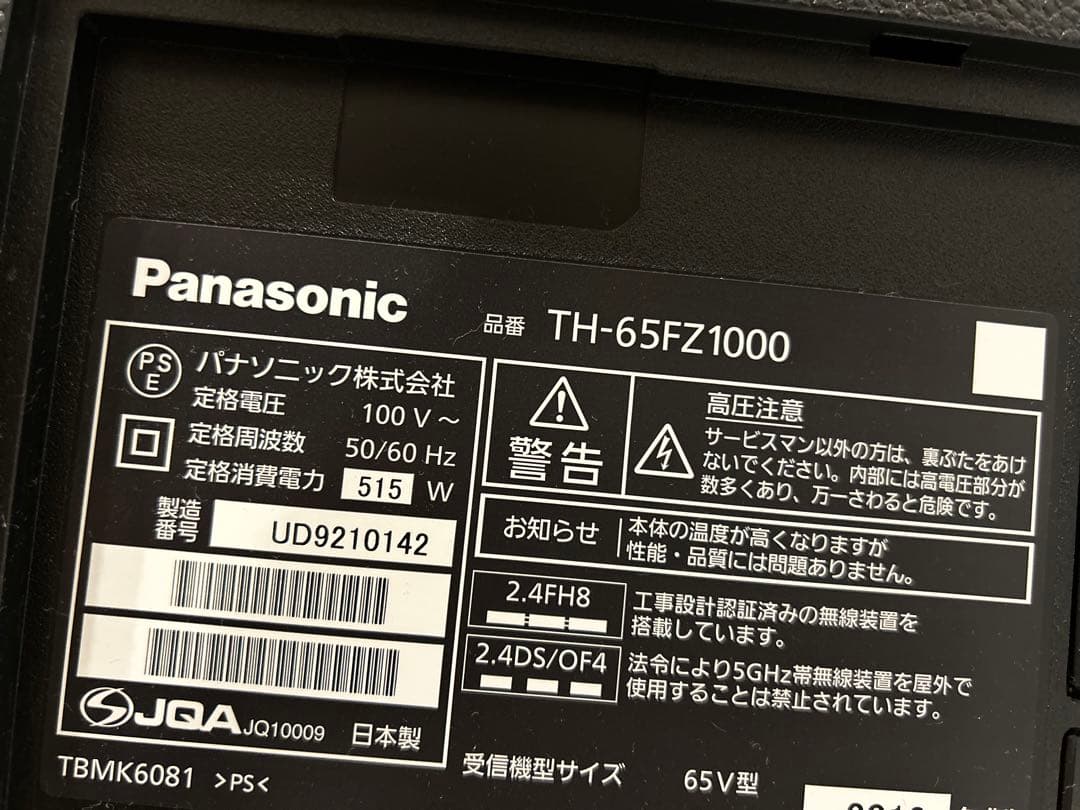 Panasonic
品番 TH-65FZ1000
PS
E
パナソニック株式会社
定格電圧 100 V～
定格周波数 50/60 Hz
定格消費電力 515 W
製造
番号
UD9210142
JQA JQ10009 日本製
TBMK6081 >PS<
警告
高圧注意
サービスマン以外の方は、裏ぶたをあけ
ないでください。内部には高電圧部分が
数多くあり、万一さわると危険です。
お知らせ
本体の温度が高くなりますが
性能・品質には問題ありません。
2.4FH8
工事設計認証済みの無線装置を
搭載しています。
2.4DS/OF4
法令により5GHz帯無線装置を屋外で
使用することは禁止されています。
受信機型サイズ 65V型